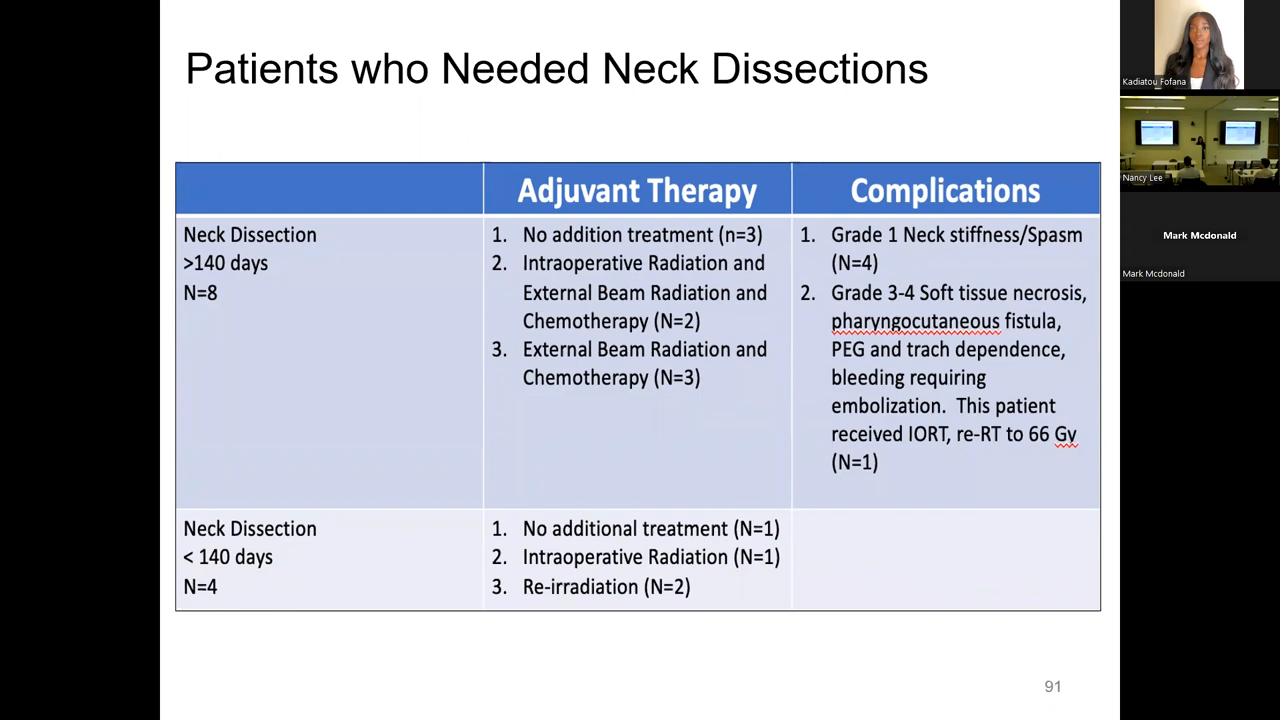 Patients who Needed Neck Dissections
Adjuvant Therapy
Complications
Neck Dissection
>140 days
N=8
1. No addition treatment (n=3)
2. Intraoperative Radiation and
External Beam Radiation and
Chemotherapy (N=2)
3. External Beam Radiation and
Chemotherapy (N=3)
1. Grade 1 Neck stiffness/Spasm
(N=4)
2. Grade 3-4 Soft tissue necrosis,
pharyngocutaneous fistula,
PEG and trach dependence,
bleeding requiring
embolization. This patient
received IORT, re-RT to 66 Gy
(N=1)
Neck Dissection
< 140 days
N=4
1. No additional treatment (N=1)
2. Intraoperative Radiation (N=1)
3. Re-irradiation (N=2)
91
Kadiatou Fofana
Nancy Lee
Mark Mcdonald
Mark Mcdonald